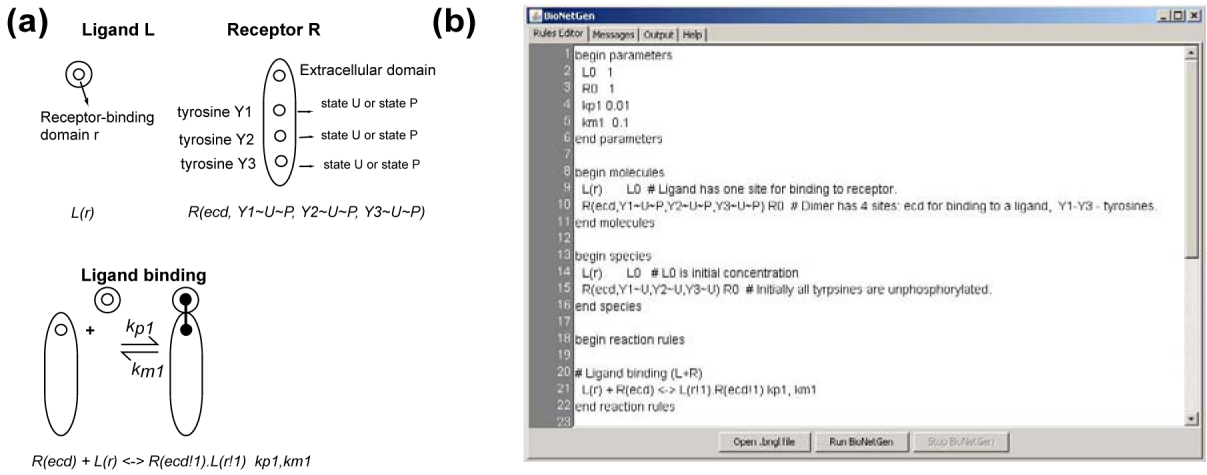 (a)
Ligand L
Receptor R
Extracellular domain
Receptor-binding
domain r
tyrosine Y1
state U or state P
tyrosine Y2
state U or state P
tyrosine Y3
state U or state P
L(r)
R(ecd, Y1~U~P, Y2~U~P, Y3~U~P)
Ligand binding
+
kp1
km1
R(ecd) + L(r) <-> R(ecd!1).L(r!1) kp1,km1
(b)
BioNetGen
Rules Editor Messages Output Help
1 begin parameters
2 L0 1
3 R0 1
4 kp1 0.01
5 km1 0.1
6 end parameters
7
8 begin molecules
9 L(r) L0 # Ligand has one site for binding to receptor.
10 R(ecd,Y1~U~P,Y2~U~P,Y3~U~P) R0 # Dimer has 4 sites: ecd for binding to a ligand, Y1-Y3 - tyrosines.
11 end molecules
12
13 begin species
14 L(r) L0 # L0 is initial concentration
15 R(ecd,Y1~U,Y2~U,Y3~U) R0 # Initially all tyrpsines are unphosphorylated.
16 end species
17
18 begin reaction rules
19
20 # Ligand binding (L+R)
21 L(r) + R(ecd) <-> L(r!1).R(ecd!1) kp1, km1
22 end reaction rules
23
Open .bngl file Run BioNetGen Stop BioNetGen